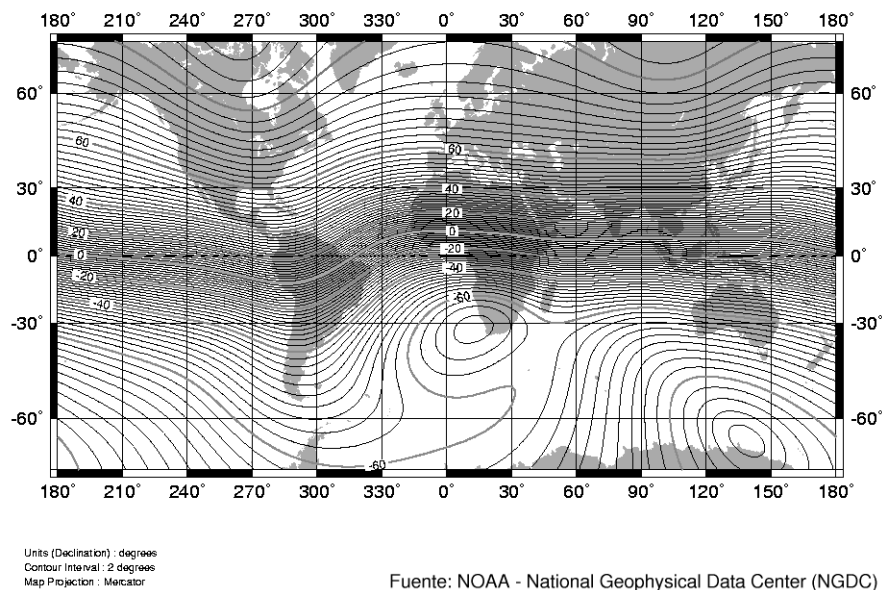 180° 210° 240° 270° 300° 330° 0° 30° 60° 90° 120° 150° 180°
60° 60°
60 60
30° 40 30°
40
20
20 0
0° 0 -20 0°
-20 -40
-40 -60
-30° -30°
-60° -60°
-60
180° 210° 240° 270° 300° 330° 0° 30° 60° 90° 120° 150° 180°
Units (Declination) : degrees
Contour Interval : 2 degrees
Map Projection : Mercator
Fuente: NOAA - National Geophysical Data Center (NGDC)